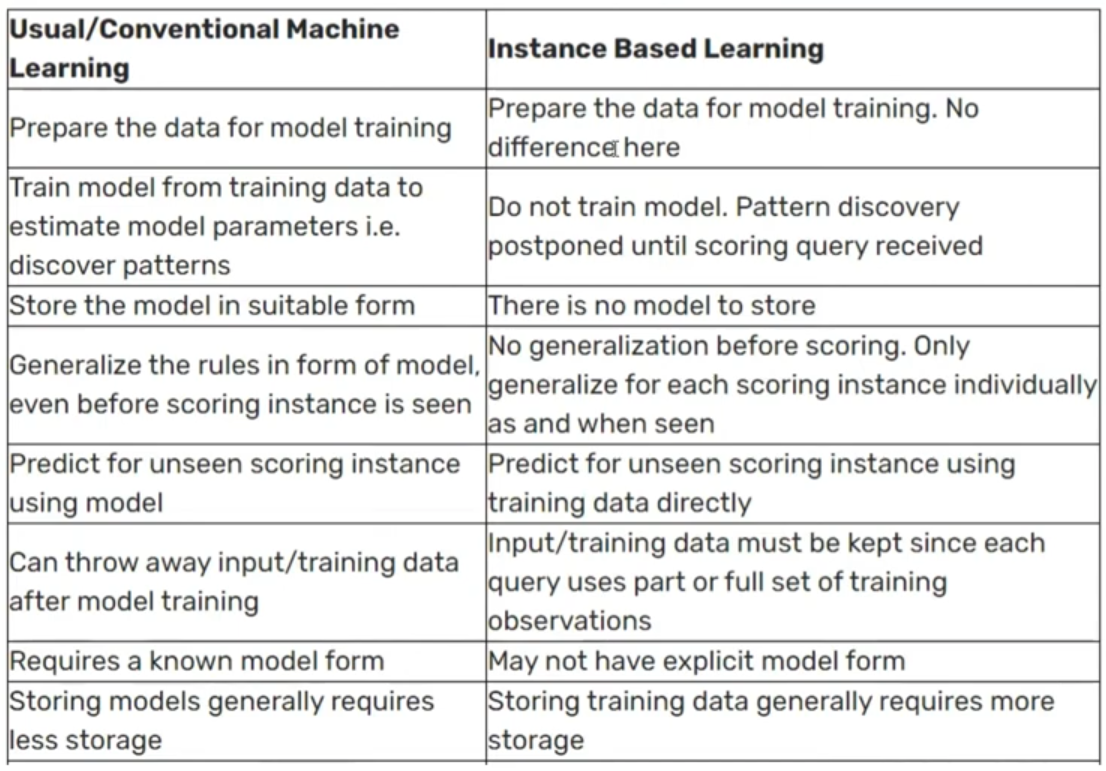 Usual/Conventional Machine
Learning
Instance Based Learning
Prepare the data for model training
Prepare the data for model training. No
difference here
Train model from training data to
estimate model parameters i.e.
discover patterns
Do not train model. Pattern discovery
postponed until scoring query received
Store the model in suitable form
There is no model to store
Generalize the rules in form of model,
even before scoring instance is seen
No generalization before scoring. Only
generalize for each scoring instance individually
as and when seen
Predict for unseen scoring instance
using model
Predict for unseen scoring instance using
training data directly
Can throw away input/training data
after model training
Input/training data must be kept since each
query uses part or full set of training
observations
Requires a known model form
May not have explicit model form
Storing models generally requires
less storage
Storing training data generally requires more
storage